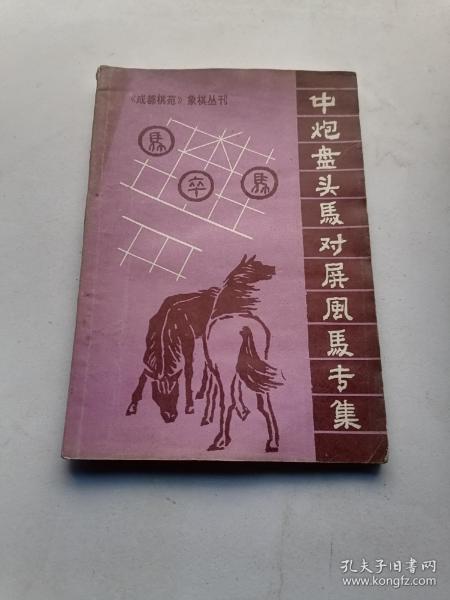 《成都棋苑》象棋丛刊
中炮盘头馬对屏風馬专集
馬
卒
馬
孔夫子旧书网
www.kongfz.com